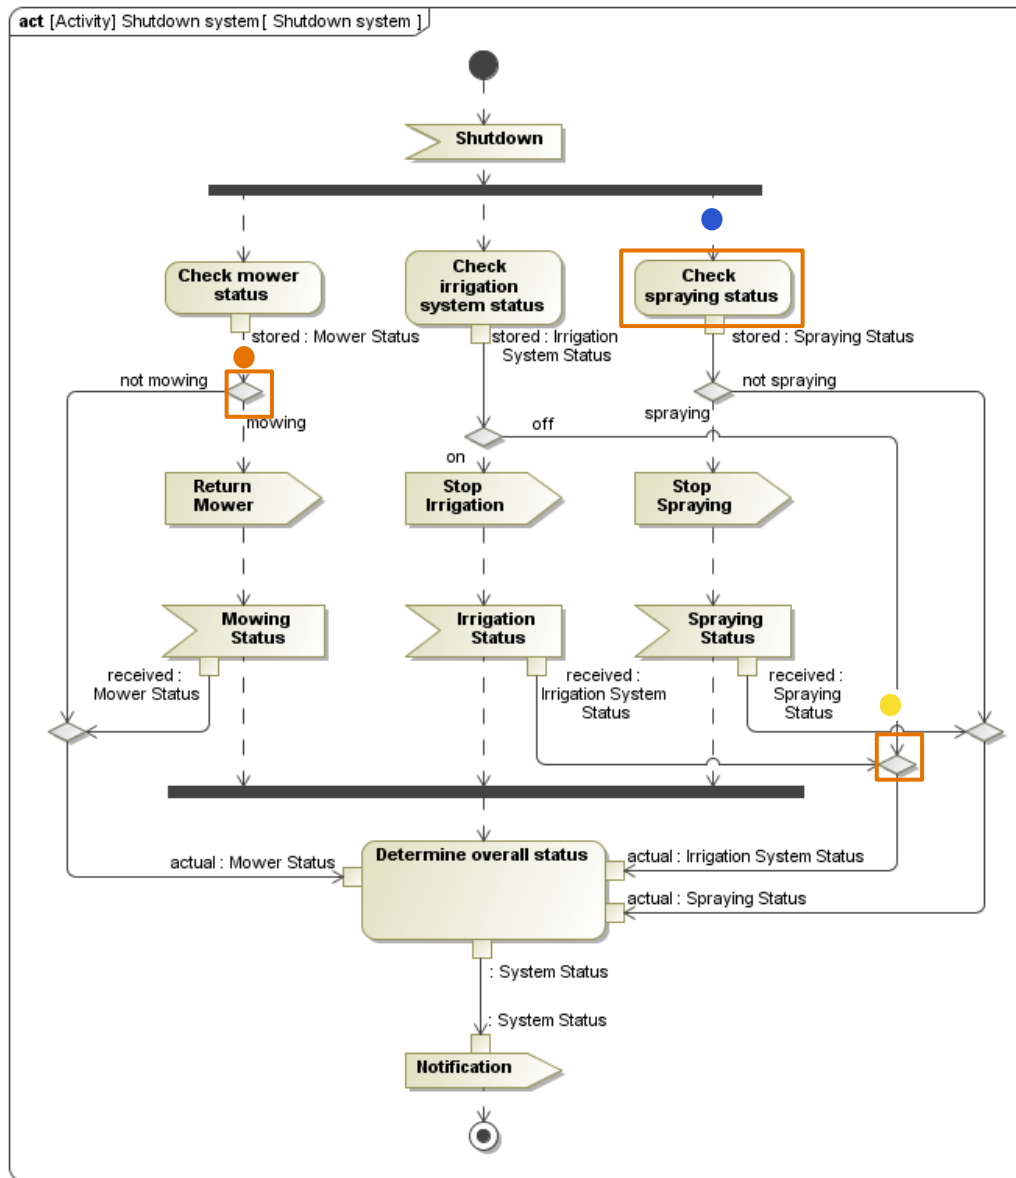 act [Activity] Shutdown system[ Shutdown system ]
Shutdown
Check mower
status
Check
irrigation
system status
Check
spraying status
stored : Mower Status
stored : Irrigation
System Status
stored : Spraying Status
not mowing
mowing
off
on
not spraying
spraying
Return
Mower
Stop
Irrigation
Stop
Spraying
Mowing
Status
Irrigation
Status
Spraying
Status
received :
Mower Status
received :
Irrigation System
Status
received :
Spraying
Status
Determine overall status
actual : Mower Status
actual : Irrigation System Status
actual : Spraying Status
: System Status
: System Status
Notification